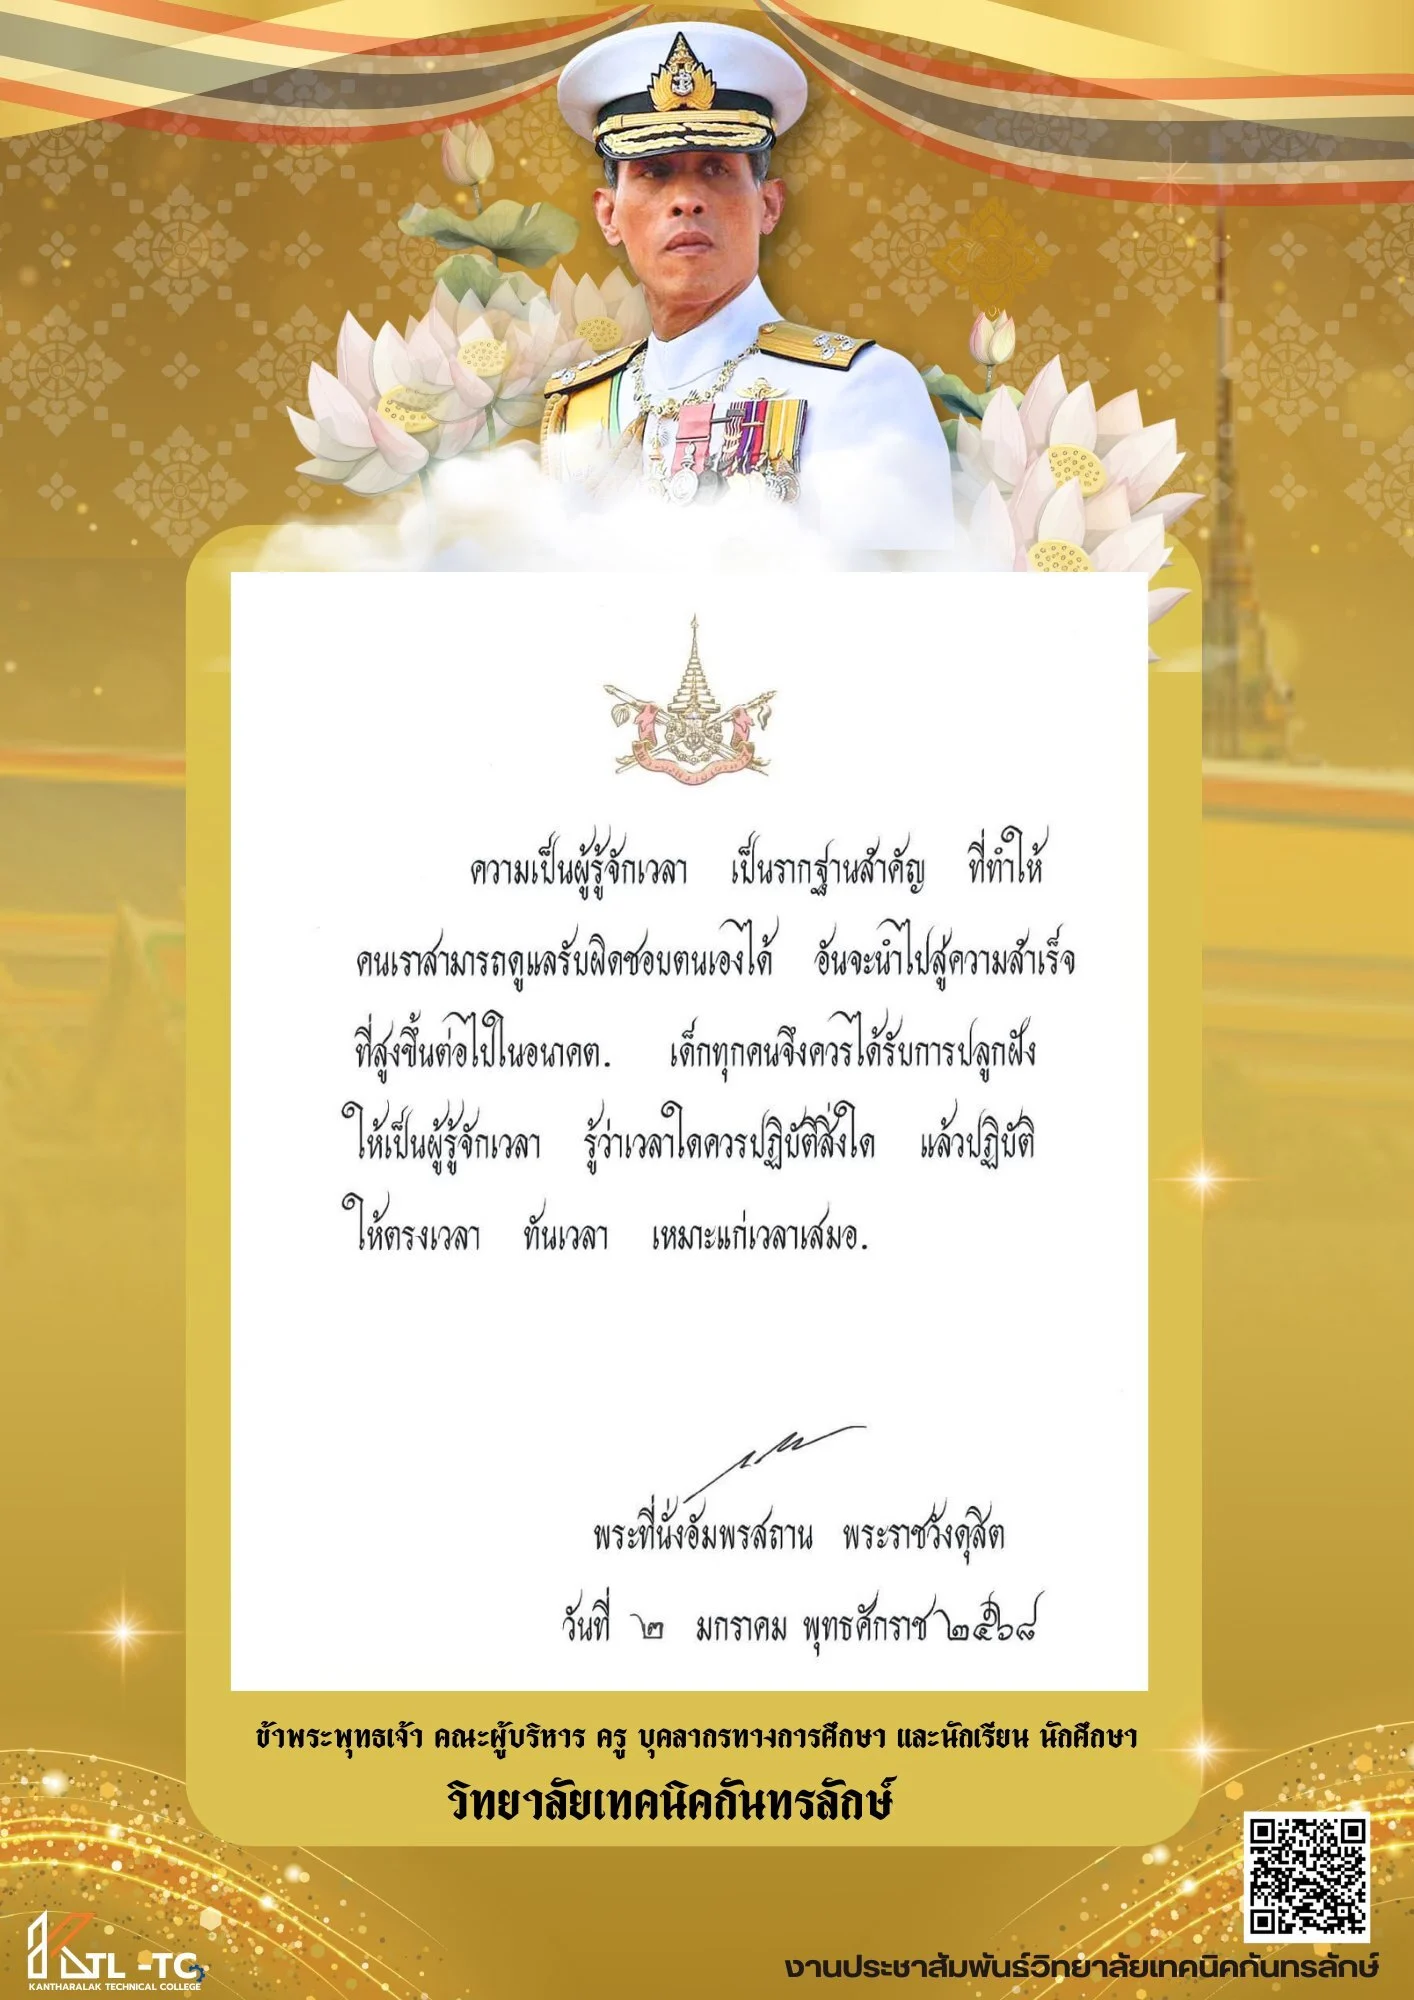 ความเป็นผู้รู้จักเวลา เป็นรากฐานสำคัญ ที่ทำให้
คนเราสามารถดูแลรับผิดชอบตนเองได้ อันจะนำไปสู่ความสำเร็จ
ที่สูงขึ้นต่อไปในอนาคต. เด็กทุกคนจึงควรได้รับการปลูกฝัง
ให้เป็นผู้รู้จักเวลา รู้ว่าเวลาใดควรปฏิบัติสิ่งใด แล้วปฏิบัติ
ให้ตรงเวลา ทันเวลา เหมาะแก่เวลาเสมอ.
พระที่นั่งอัมพรสถาน พระราชวังดุสิต
วันที่ ๒ มกราคม พุทธศักราช ๒๕๖๘
ข้าพระพุทธเจ้า คณะผู้บริหาร ครู บุคลากรทางการศึกษา และนักเรียน นักศึกษา
วิทยาลัยเทคนิคกันทรลักษ์
KTL-TC
KANTHARALAK TECHNICAL COLLEGE
งานประชาสัมพันธ์วิทยาลัยเทคนิคกันทรลักษ์